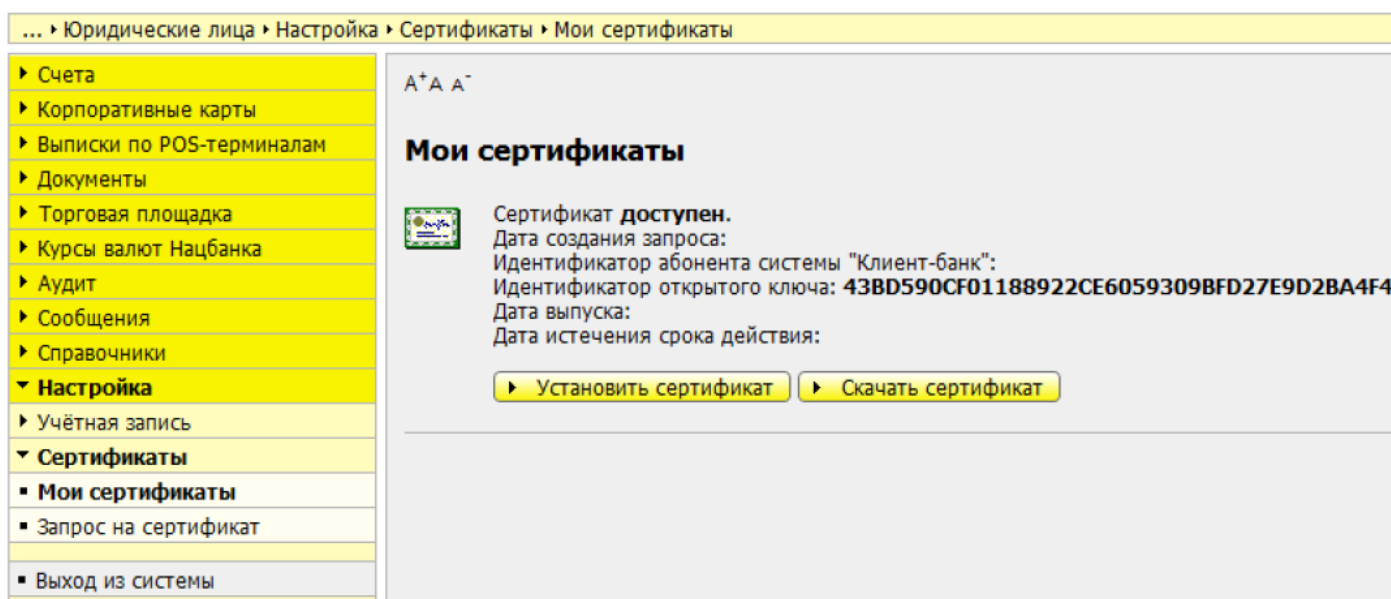 ... ▸ Юридические лица ▸ Настройка ▸ Сертификаты ▸ Мои сертификаты
Счета
Корпоративные карты
Выписки по POS-терминалам
Документы
Торговая площадка
Курсы валют Нацбанка
Аудит
Сообщения
Справочники
Настройка
Учётная запись
Сертификаты
Мои сертификаты
Запрос на сертификат
Выход из системы
A+ A A-
Мои сертификаты
Сертификат доступен.
Дата создания запроса:
Идентификатор абонента системы "Клиент-банк":
Идентификатор открытого ключа: 43BD590CF01188922CE6059309BFD27E9D2BA4F4
Дата выпуска:
Дата истечения срока действия:
Установить сертификат
Скачать сертификат